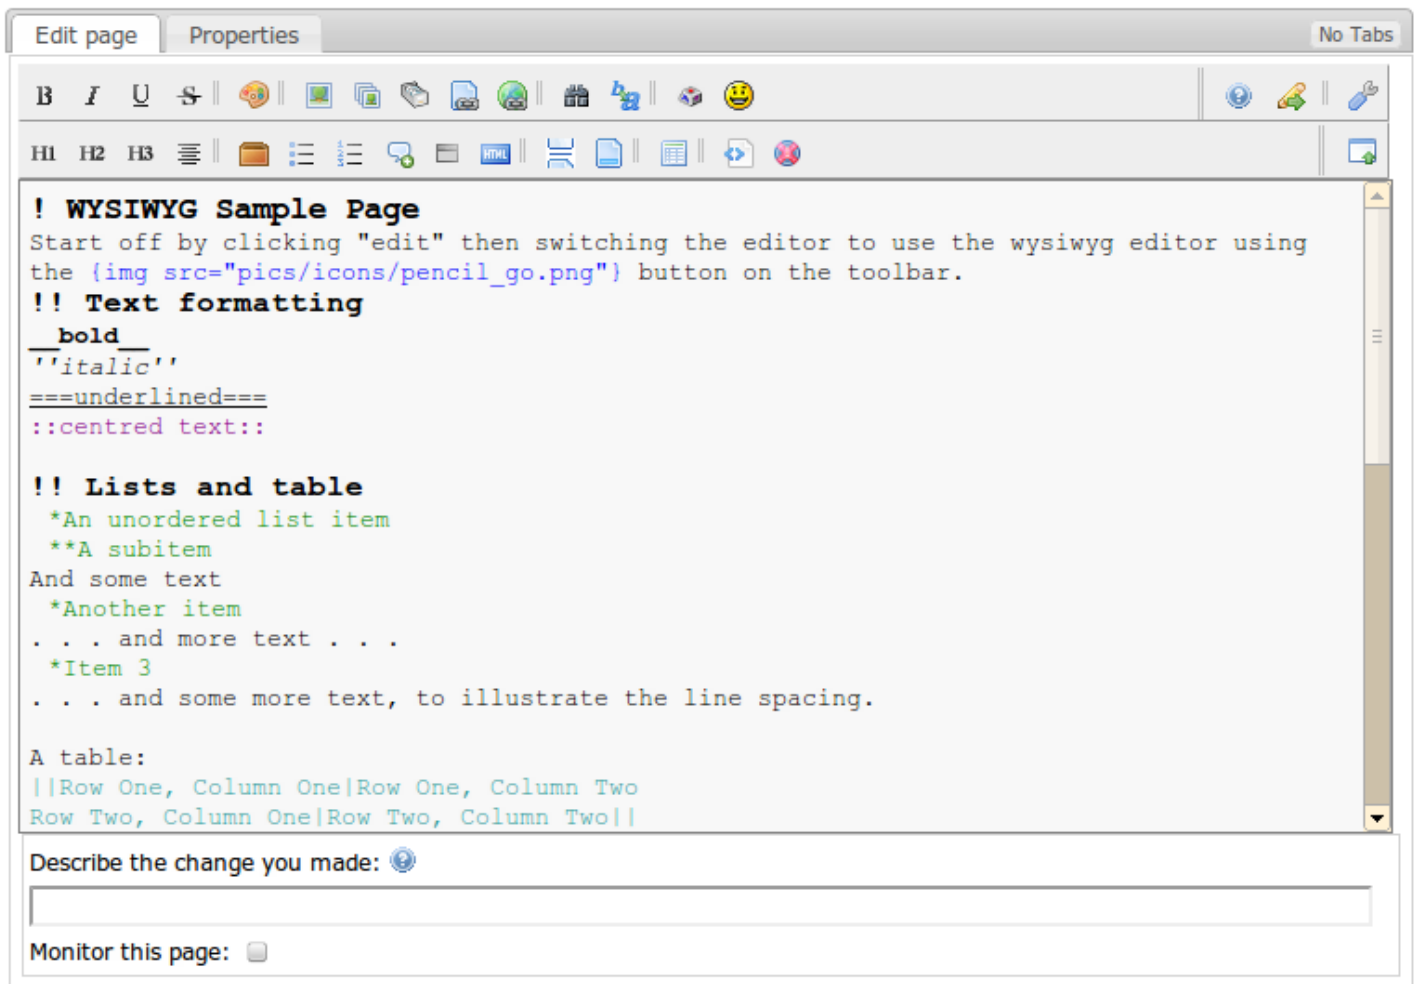 Edit page Properties No Tabs
B I U S
H1 H2 H3 HTML
! WYSIWYG Sample Page
Start off by clicking "edit" then switching the editor to use the wysiwyg editor using
the {img src="pics/icons/pencil_go.png"} button on the toolbar.
!! Text formatting
__bold__
''italic''
===underlined===
::centred text::
!! Lists and table
*An unordered list item
**A subitem
And some text
*Another item
. . . and more text . . .
*Item 3
. . . and some more text, to illustrate the line spacing.
A table:
||Row One, Column One|Row One, Column Two
Row Two, Column One|Row Two, Column Two||
Describe the change you made:
Monitor this page: